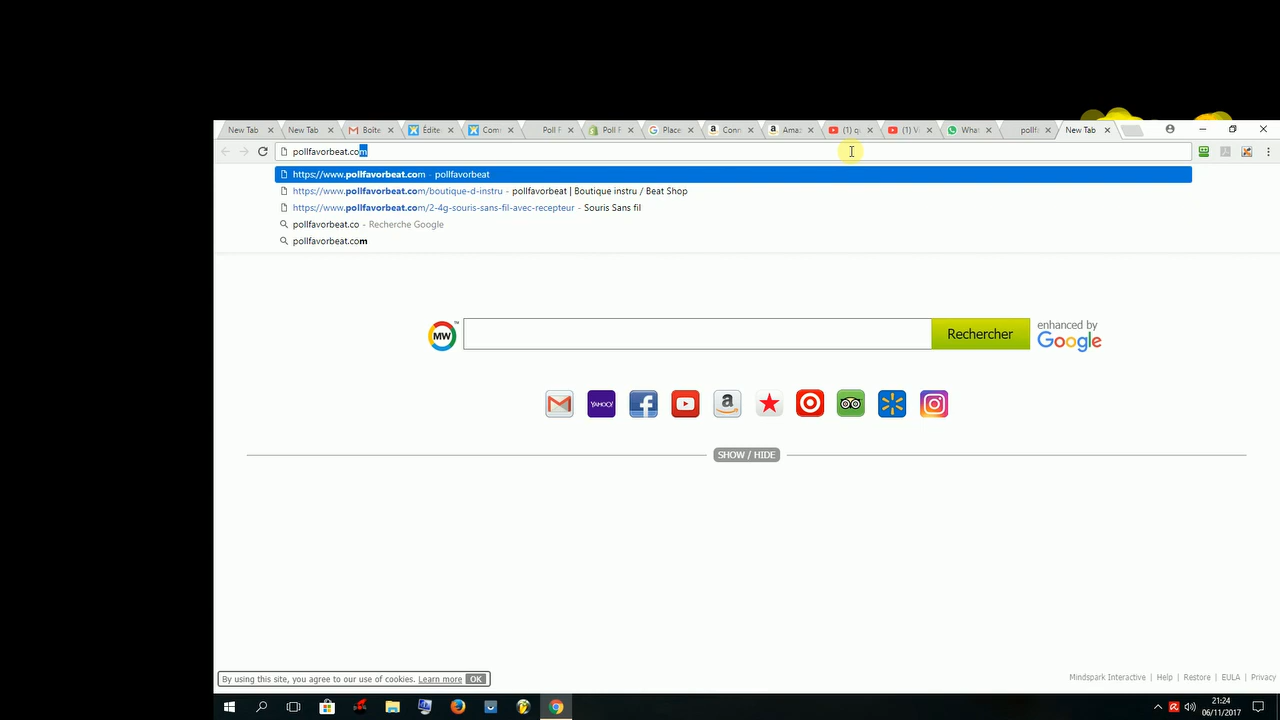 New Tab New Tab Boîte Édite Com Poll F Poll F Place Conn Amaz (1) q (1) What pollf New Tab
pollfavorbeat.com
https://www.pollfavorbeat.com - pollfavorbeat
https://www.pollfavorbeat.com/boutique-d-instru - pollfavorbeat | Boutique instru / Beat Shop
https://www.pollfavorbeat.com/2-4g-souris-sans-fil-avec-recepteur - Souris Sans fil
pollfavorbeat.co - Recherche Google
pollfavorbeat.com
MW Rechercher enhanced by
Google
YAHOO!
SHOW / HIDE
By using this site, you agree to our use of cookies. Learn more OK
Mindspark Interactive | Help | Restore | EULA | Privacy
21:24
06/11/2017